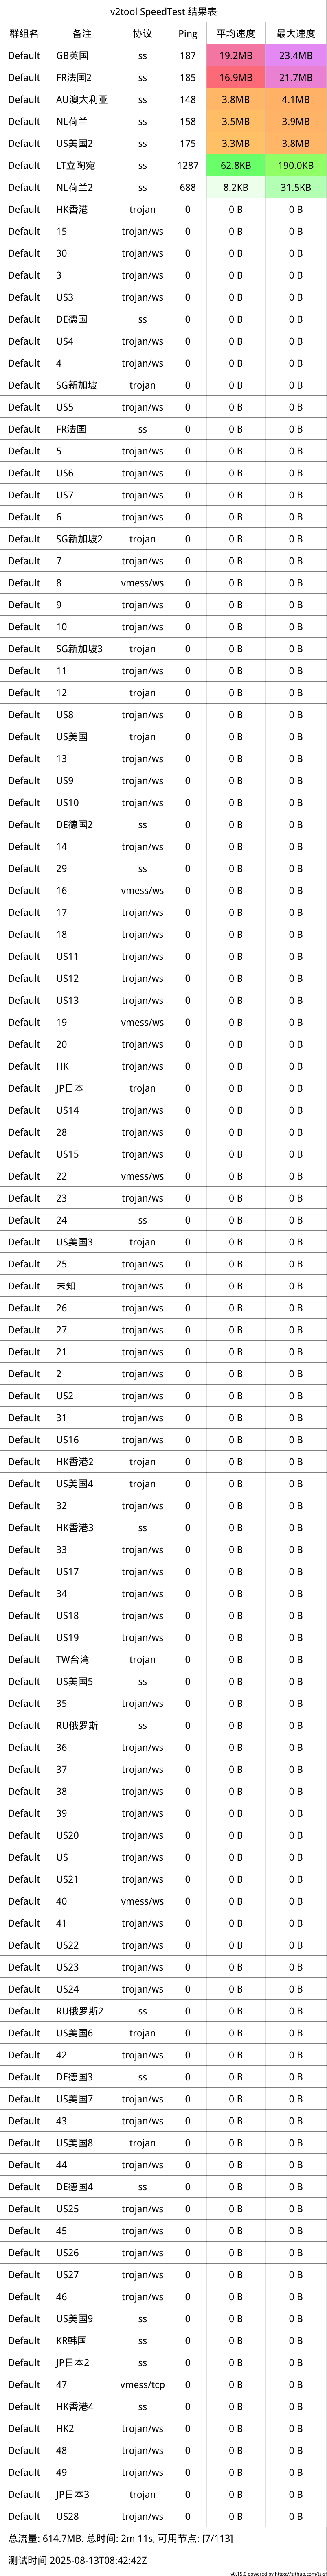 v2tool SpeedTest 结果表
群组名 备注 协议 Ping 平均速度 最大速度
Default GB英国 ss 187 19.2MB 23.4MB
Default FR法国2 ss 185 16.9MB 21.7MB
Default AU澳大利亚 ss 148 3.8MB 4.1MB
Default NL荷兰 ss 158 3.5MB 3.9MB
Default US美国2 ss 175 3.3MB 3.8MB
Default LT立陶宛 ss 1287 62.8KB 190.0KB
Default NL荷兰2 ss 688 8.2KB 31.5KB
Default HK香港 trojan 0 0 B 0 B
Default 15 trojan/ws 0 0 B 0 B
Default 30 trojan/ws 0 0 B 0 B
Default 3 trojan/ws 0 0 B 0 B
Default US3 trojan/ws 0 0 B 0 B
Default DE德国 ss 0 0 B 0 B
Default US4 trojan/ws 0 0 B 0 B
Default 4 trojan/ws 0 0 B 0 B
Default SG新加坡 trojan 0 0 B 0 B
Default US5 trojan/ws 0 0 B 0 B
Default FR法国 ss 0 0 B 0 B
Default 5 trojan/ws 0 0 B 0 B
Default US6 trojan/ws 0 0 B 0 B
Default US7 trojan/ws 0 0 B 0 B
Default 6 trojan/ws 0 0 B 0 B
Default SG新加坡2 trojan 0 0 B 0 B
Default 7 trojan/ws 0 0 B 0 B
Default 8 vmess/ws 0 0 B 0 B
Default 9 trojan/ws 0 0 B 0 B
Default 10 trojan/ws 0 0 B 0 B
Default SG新加坡3 trojan 0 0 B 0 B
Default 11 trojan/ws 0 0 B 0 B
Default 12 trojan 0 0 B 0 B
Default US8 trojan/ws 0 0 B 0 B
Default US美国 trojan 0 0 B 0 B
Default 13 trojan/ws 0 0 B 0 B
Default US9 trojan/ws 0 0 B 0 B
Default US10 trojan/ws 0 0 B 0 B
Default DE德国2 ss 0 0 B 0 B
Default 14 trojan/ws 0 0 B 0 B
Default 29 ss 0 0 B 0 B
Default 16 vmess/ws 0 0 B 0 B
Default 17 trojan/ws 0 0 B 0 B
Default 18 trojan/ws 0 0 B 0 B
Default US11 trojan/ws 0 0 B 0 B
Default US12 trojan/ws 0 0 B 0 B
Default US13 trojan/ws 0 0 B 0 B
Default 19 vmess/ws 0 0 B 0 B
Default 20 trojan/ws 0 0 B 0 B
Default HK trojan/ws 0 0 B 0 B
Default JP日本 trojan 0 0 B 0 B
Default US14 trojan/ws 0 0 B 0 B
Default 28 trojan/ws 0 0 B 0 B
Default US15 trojan/ws 0 0 B 0 B
Default 22 vmess/ws 0 0 B 0 B
Default 23 trojan/ws 0 0 B 0 B
Default 24 ss 0 0 B 0 B
Default US美国3 trojan 0 0 B 0 B
Default 25 trojan/ws 0 0 B 0 B
Default 未知 trojan/ws 0 0 B 0 B
Default 26 trojan/ws 0 0 B 0 B
Default 27 trojan/ws 0 0 B 0 B
Default 21 trojan/ws 0 0 B 0 B
Default 2 trojan/ws 0 0 B 0 B
Default US2 trojan/ws 0 0 B 0 B
Default 31 trojan/ws 0 0 B 0 B
Default US16 trojan/ws 0 0 B 0 B
Default HK香港2 trojan 0 0 B 0 B
Default US美国4 trojan 0 0 B 0 B
Default 32 trojan/ws 0 0 B 0 B
Default HK香港3 ss 0 0 B 0 B
Default 33 trojan/ws 0 0 B 0 B
Default US17 trojan/ws 0 0 B 0 B
Default 34 trojan/ws 0 0 B 0 B
Default US18 trojan/ws 0 0 B 0 B
Default US19 trojan/ws 0 0 B 0 B
Default TW台湾 trojan 0 0 B 0 B
Default US美国5 ss 0 0 B 0 B
Default 35 trojan/ws 0 0 B 0 B
Default RU俄罗斯 ss 0 0 B 0 B
Default 36 trojan/ws 0 0 B 0 B
Default 37 trojan/ws 0 0 B 0 B
Default 38 trojan/ws 0 0 B 0 B
Default 39 trojan/ws 0 0 B 0 B
Default US20 trojan/ws 0 0 B 0 B
Default US trojan/ws 0 0 B 0 B
Default US21 trojan/ws 0 0 B 0 B
Default 40 vmess/ws 0 0 B 0 B
Default 41 trojan/ws 0 0 B 0 B
Default US22 trojan/ws 0 0 B 0 B
Default US23 trojan/ws 0 0 B 0 B
Default US24 trojan/ws 0 0 B 0 B
Default RU俄罗斯2 ss 0 0 B 0 B
Default US美国6 trojan 0 0 B 0 B
Default 42 trojan/ws 0 0 B 0 B
Default DE德国3 ss 0 0 B 0 B
Default US美国7 trojan/ws 0 0 B 0 B
Default 43 trojan/ws 0 0 B 0 B
Default US美国8 trojan 0 0 B 0 B
Default 44 trojan/ws 0 0 B 0 B
Default DE德国4 ss 0 0 B 0 B
Default US25 trojan/ws 0 0 B 0 B
Default 45 trojan/ws 0 0 B 0 B
Default US26 trojan/ws 0 0 B 0 B
Default US27 trojan/ws 0 0 B 0 B
Default 46 trojan/ws 0 0 B 0 B
Default US美国9 ss 0 0 B 0 B
Default KR韩国 ss 0 0 B 0 B
Default JP日本2 ss 0 0 B 0 B
Default 47 vmess/tcp 0 0 B 0 B
Default HK香港4 ss 0 0 B 0 B
Default HK2 trojan/ws 0 0 B 0 B
Default 48 trojan/ws 0 0 B 0 B
Default 49 trojan/ws 0 0 B 0 B
Default JP日本3 trojan 0 0 B 0 B
Default US28 trojan/ws 0 0 B 0 B
总流量: 614.7MB. 总时间: 2m 11s, 可用节点: [7/113]
测试时间 2025-08-13T08:42:42Z
v0.15.0 powered by https://github.com/ts-sf